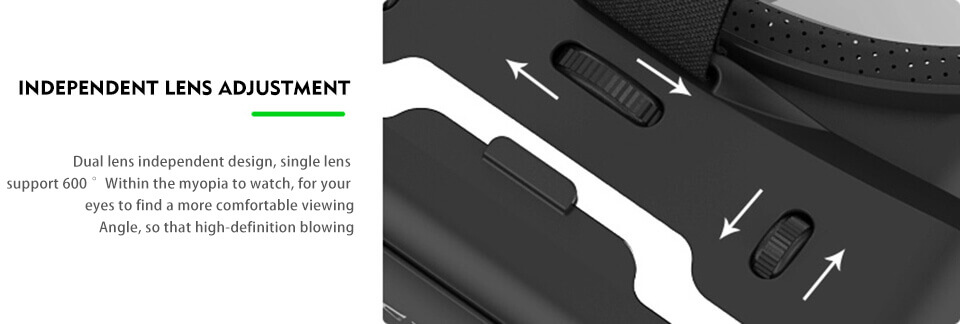 INDEPENDENT LENS ADJUSTMENT
Dual lens independent design, single lens
support 600 ° Within the myopia to watch, for your
eyes to find a more comfortable viewing
Angle, so that high-definition blowing